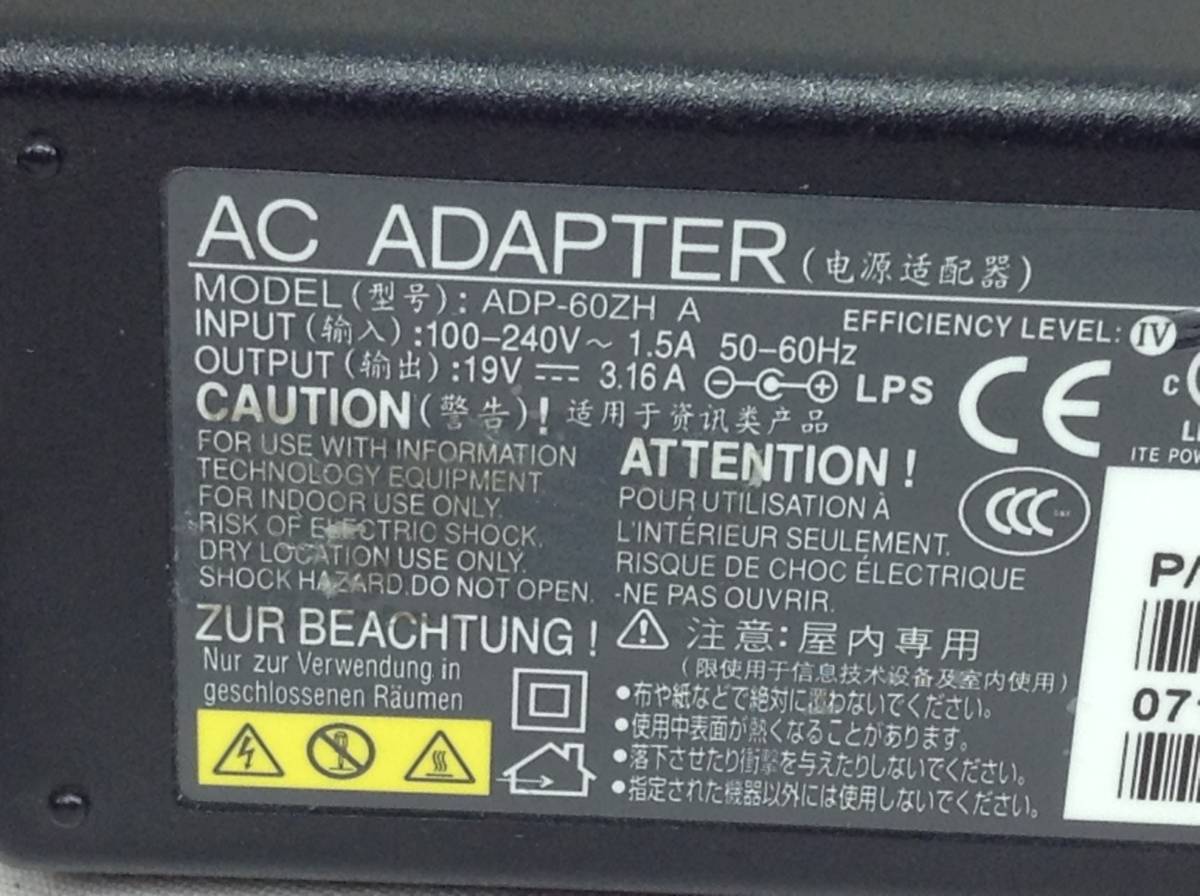 AC ADAPTER (电源适配器)
MODEL (型号): ADP-60ZH A
EFFICIENCY LEVEL: IV
INPUT (输入) :100-240V~ 1.5A 50-60Hz
OUTPUT (输出) :19V ⎓ 3.16A LPS
CE
C
CAUTION(警告)! 适用于资讯类产品
ITE POW
FOR USE WITH INFORMATION
TECHNOLOGY EQUIPMENT
FOR INDOOR USE ONLY.
RISK OF ELECTRIC SHOCK.
DRY LOCATION USE ONLY.
SHOCK HAZARD.DO NOT OPEN.
ATTENTION !
POUR UTILISATION À
L'INTÉRIEUR SEULEMENT.
RISQUE DE CHOC ÉLECTRIQUE
-NE PAS OUVRIR.
CCC
ZUR BEACHTUNG !
Nur zur Verwendung in
geschlossenen Räumen
注意:屋内専用
(限使用于信息技术设备及室内使用)
●布や紙などで絶対に覆わないでください。
●使用中表面が熱くなることがあります。
●落下させたり衝撃を与えたりしないでください。
●指定された機器以外には使用しないでください。
P/
071